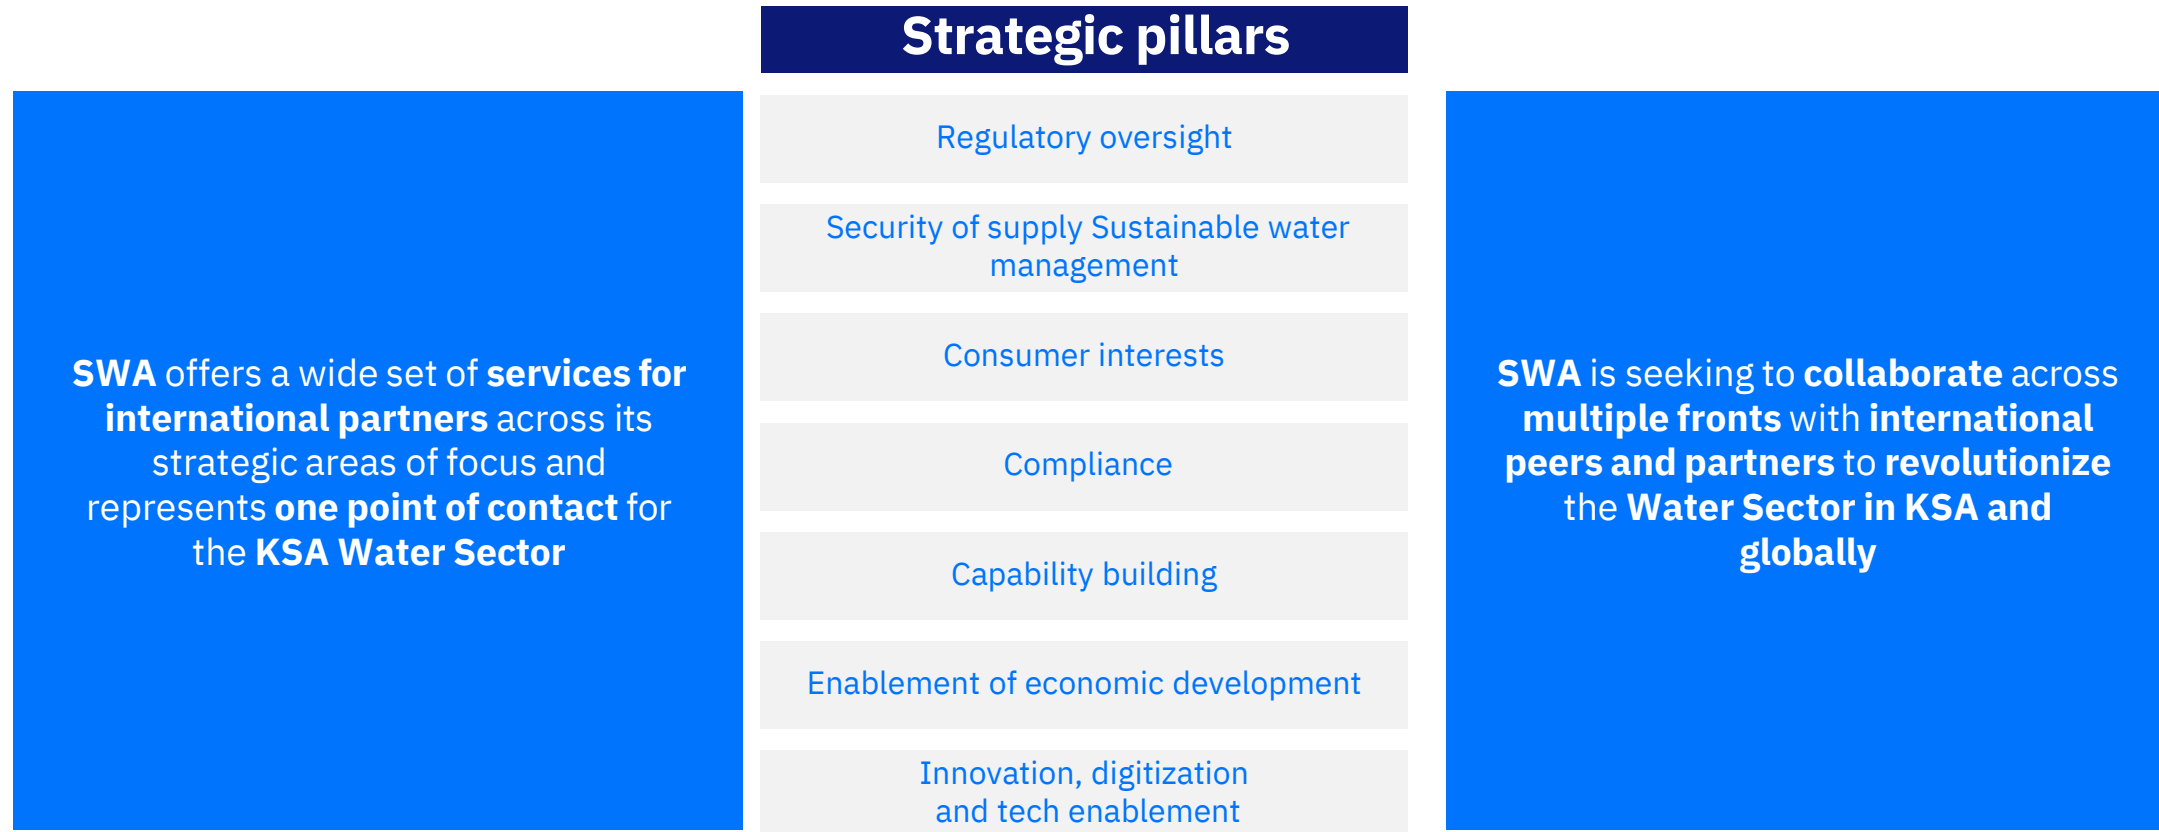 Strategic pillars
SWA offers a wide set of services for
international partners across its
strategic areas of focus and
represents one point of contact for
the KSA Water Sector
Regulatory oversight
Security of supply Sustainable water
management
Consumer interests
Compliance
Capability building
Enablement of economic development
Innovation, digitization
and tech enablement
SWA is seeking to collaborate across
multiple fronts with international
peers and partners to revolutionize
the Water Sector in KSA and
globally